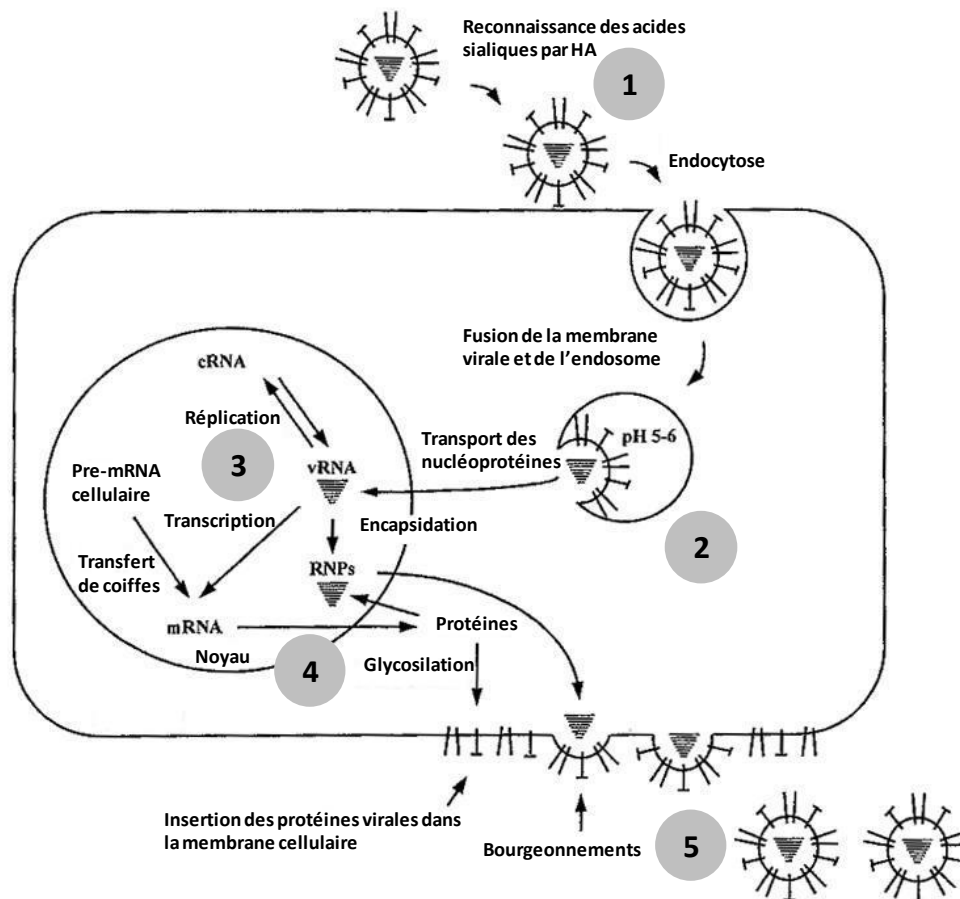 Reconnaissance des acides
sialiques par HA
1
Endocytose
Fusion de la membrane
virale et de l'endosome
cRNA
Réplication
3
vRNA
Pre-mRNA
cellulaire
Transcription
Transfert
de coiffes
mRNA
Noyau
Encapsidation
RNPs
Transport des
nucléoprotéines
pH 5-6
2
Protéines
4
Glycosilation
Insertion des protéines virales dans
la membrane cellulaire
Bourgeonnements
5